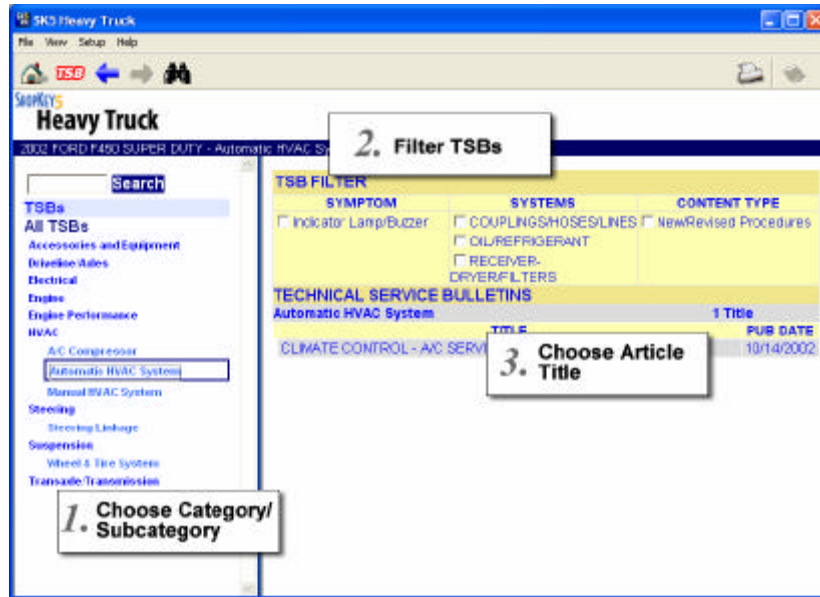 SK5 Heavy Truck
File View Setup Help
TSB
SHOPKEY5
Heavy Truck
2002 FORD F450 SUPER DUTY - Automatic HVAC Sy
2. Filter TSBs
Search
TSBs
All TSBs
Accessories and Equipment
Driveline/Axles
Electrical
Engine
Engine Performance
HVAC
A/C Compressor
Automatic HVAC System
Manual HVAC System
Steering
Steering Linkage
Suspension
Wheel & Tire System
Transaxle/Transmission
1. Choose Category/
Subcategory
TSB FILTER
SYMPTOM SYSTEMS CONTENT TYPE
Indicator Lamp/Buzzer COUPLINGS/HOSES/LINES New/Revised Procedures
OIL/REFRIGERANT
RECEIVER-
DRYER/FILTERS
TECHNICAL SERVICE BULLETINS
Automatic HVAC System 1 Title
TITLE PUB DATE
CLIMATE CONTROL - A/C SERV 10/14/2002
3. Choose Article
Title